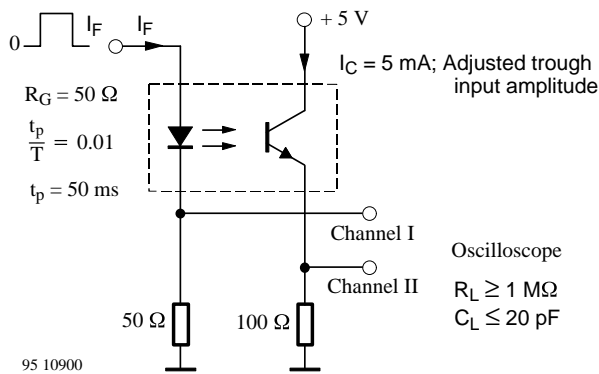 0
I_F
I_F
+ 5 V
I_C = 5 mA; Adjusted trough
input amplitude
R_G = 50 Ω
t_p/T = 0.01
t_p = 50 ms
Channel I
Channel II
Oscilloscope
R_L ≥ 1 MΩ
C_L ≤ 20 pF
50 Ω
100 Ω
95 10900